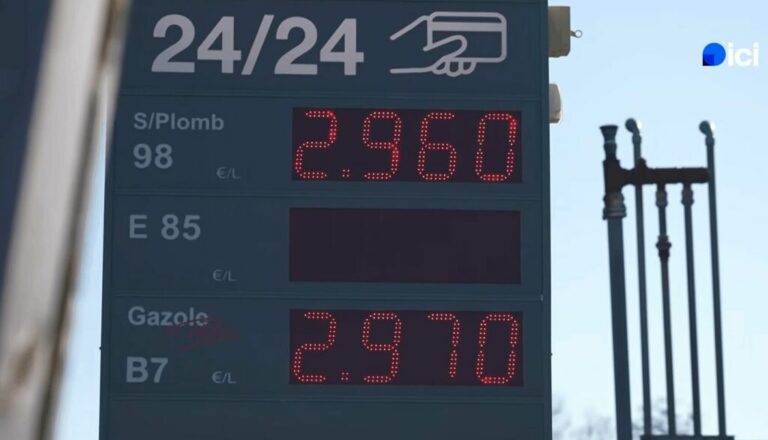 24/24
ici
S/Plomb
98 €/L 2.960
E 85
€/L
Gazole
B7 €/L 2.970